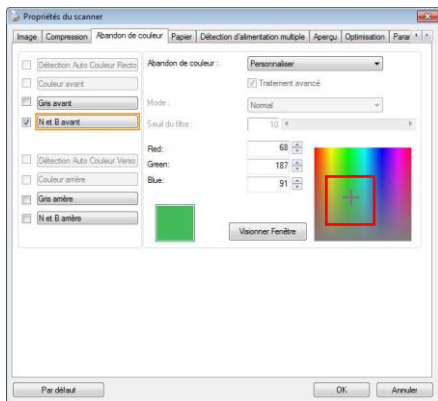 Propriétés du scanner
Image Compression Abandon de couleur Papier Détection d'alimentation multiple Aperçu Optimisation Parar
Détection Auto Couleur Recto
Couleur avant
Gris avant
N et B avant
Détection Auto Couleur Verso
Couleur arrière
Gris arrière
N et B arrière
Abandon de couleur : Personnaliser
Traitement avancé
Mode : Normal
Seuil du filtre : 10
Red: 68
Green: 187
Blue: 91
Visionner Fenêtre
Par défaut OK Annuler